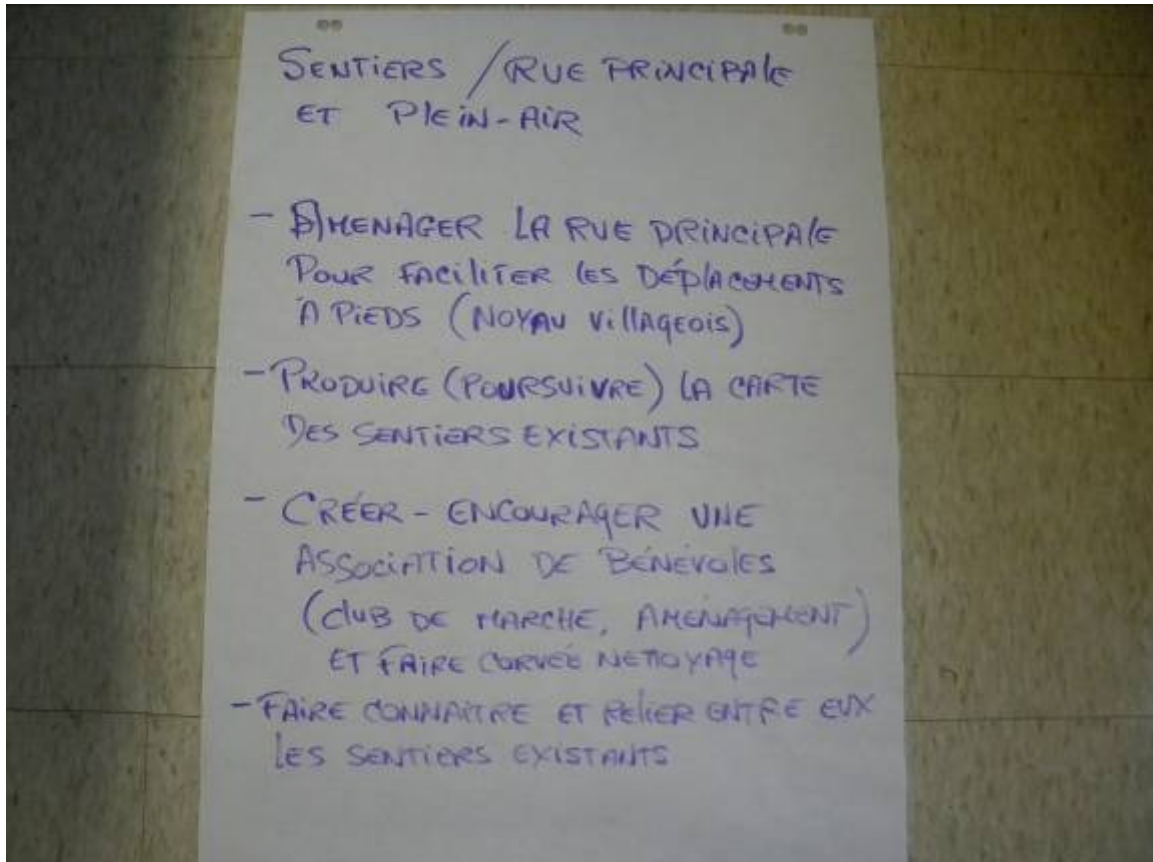 SENTIERS / RUE PRINCIPALE
ET PLEIN-AIR
- AMENAGER LA RUE PRINCIPALE
POUR FACILITER LES DÉPLACEMENTS
À PIEDS (NOYAU VILLAGEOIS)
- PRODUIRE (POURSUIVRE) LA CARTE
DES SENTIERS EXISTANTS
- CRÉER - ENCOURAGER UNE
ASSOCIATION DE BÉNÉVOLES
(CLUB DE MARCHE, AMENAGEMENT)
ET FAIRE CORVÉE NETTOYAGE
- FAIRE CONNAITRE ET RELIER ENTRE EUX
LES SENTIERS EXISTANTS